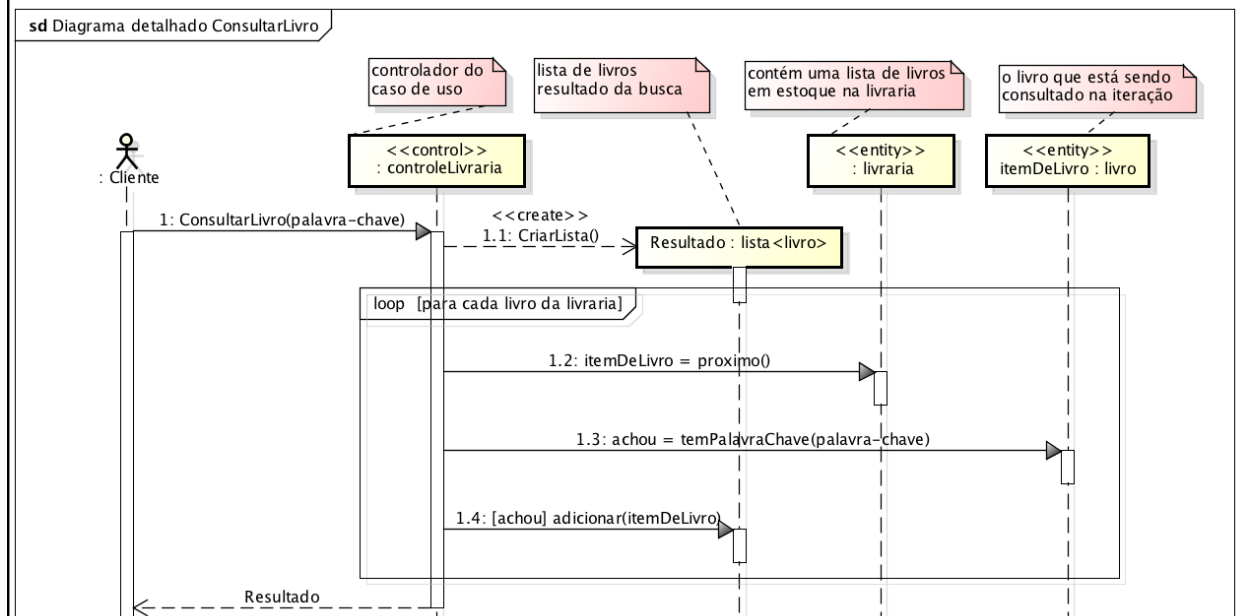 sd Diagrama detalhado ConsultarLivro
controlador do
caso de uso
lista de livros
resultado da busca
contém uma lista de livros
em estoque na livraria
o livro que está sendo
consultado na iteração
: Cliente
<<control>>
: controleLivraria
<<entity>>
: livraria
<<entity>>
itemDeLivro : livro
1: ConsultarLivro(palavra-chave)
<<create>>
1.1: CriarLista()
Resultado : lista<livro>
loop [para cada livro da livraria]
1.2: itemDeLivro = proximo()
1.3: achou = temPalavraChave(palavra-chave)
1.4: [achou] adicionar(itemDeLivro)
Resultado